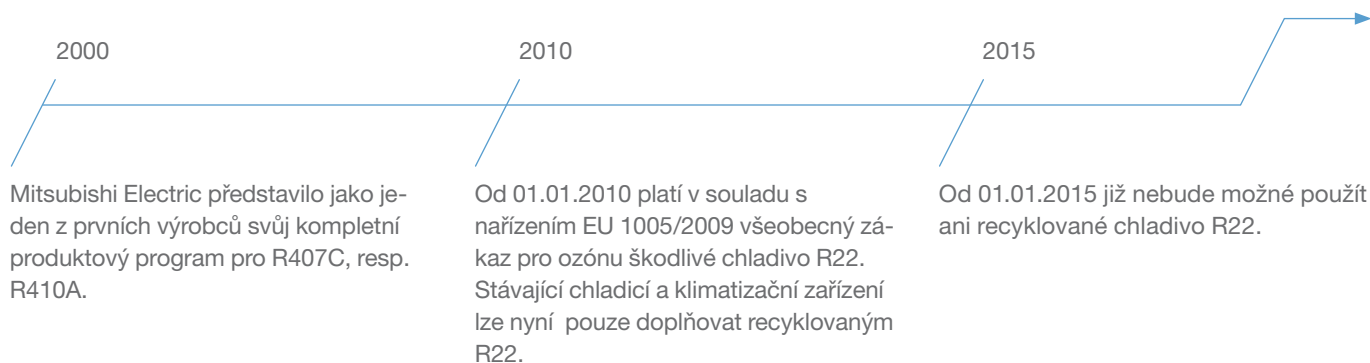 2000
Mitsubishi Electric představilo jako je-
den z prvních výrobců svůj kompletní
produktový program pro R407C, resp.
R410A.
2010
Od 01.01.2010 platí v souladu s
nařízením EU 1005/2009 všeobecný zá-
kaz pro ozónu škodlivé chladivo R22.
Stávající chladicí a klimatizační zařízení
lze nyní  pouze doplňovat recyklovaným
R22.
2015
Od 01.01.2015 již nebude možné použít
ani recyklované chladivo R22.